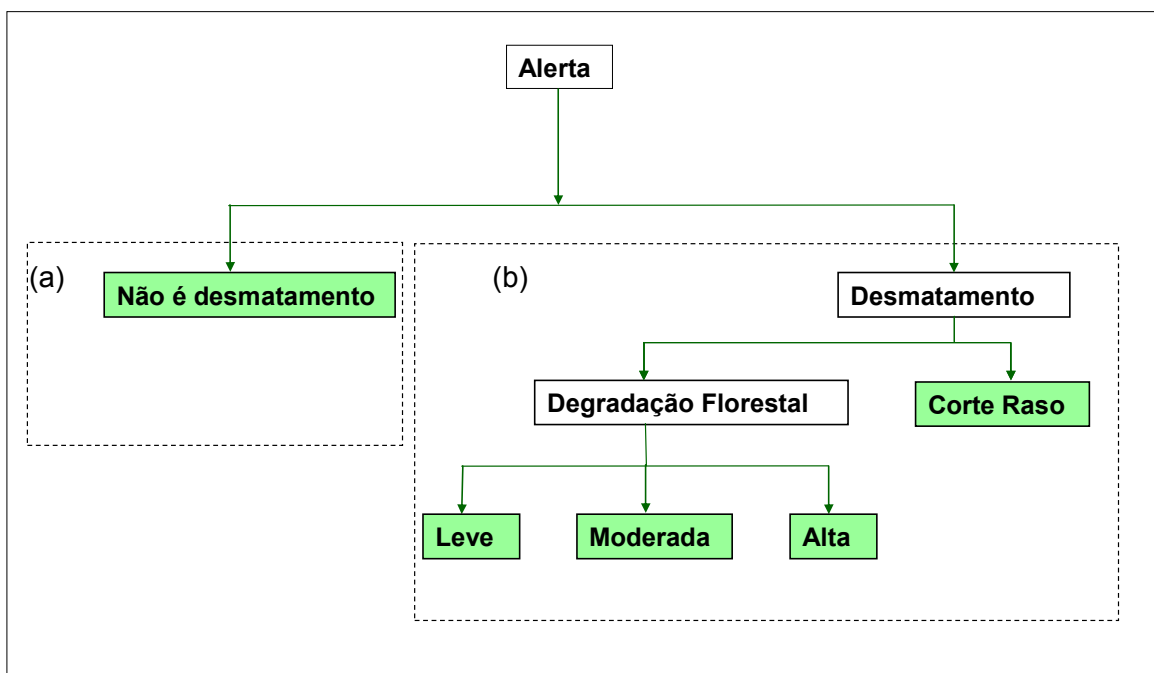 Alerta
(a)
Não é desmatamento
(b)
Desmatamento
Degradação Florestal
Corte Raso
Leve
Moderada
Alta